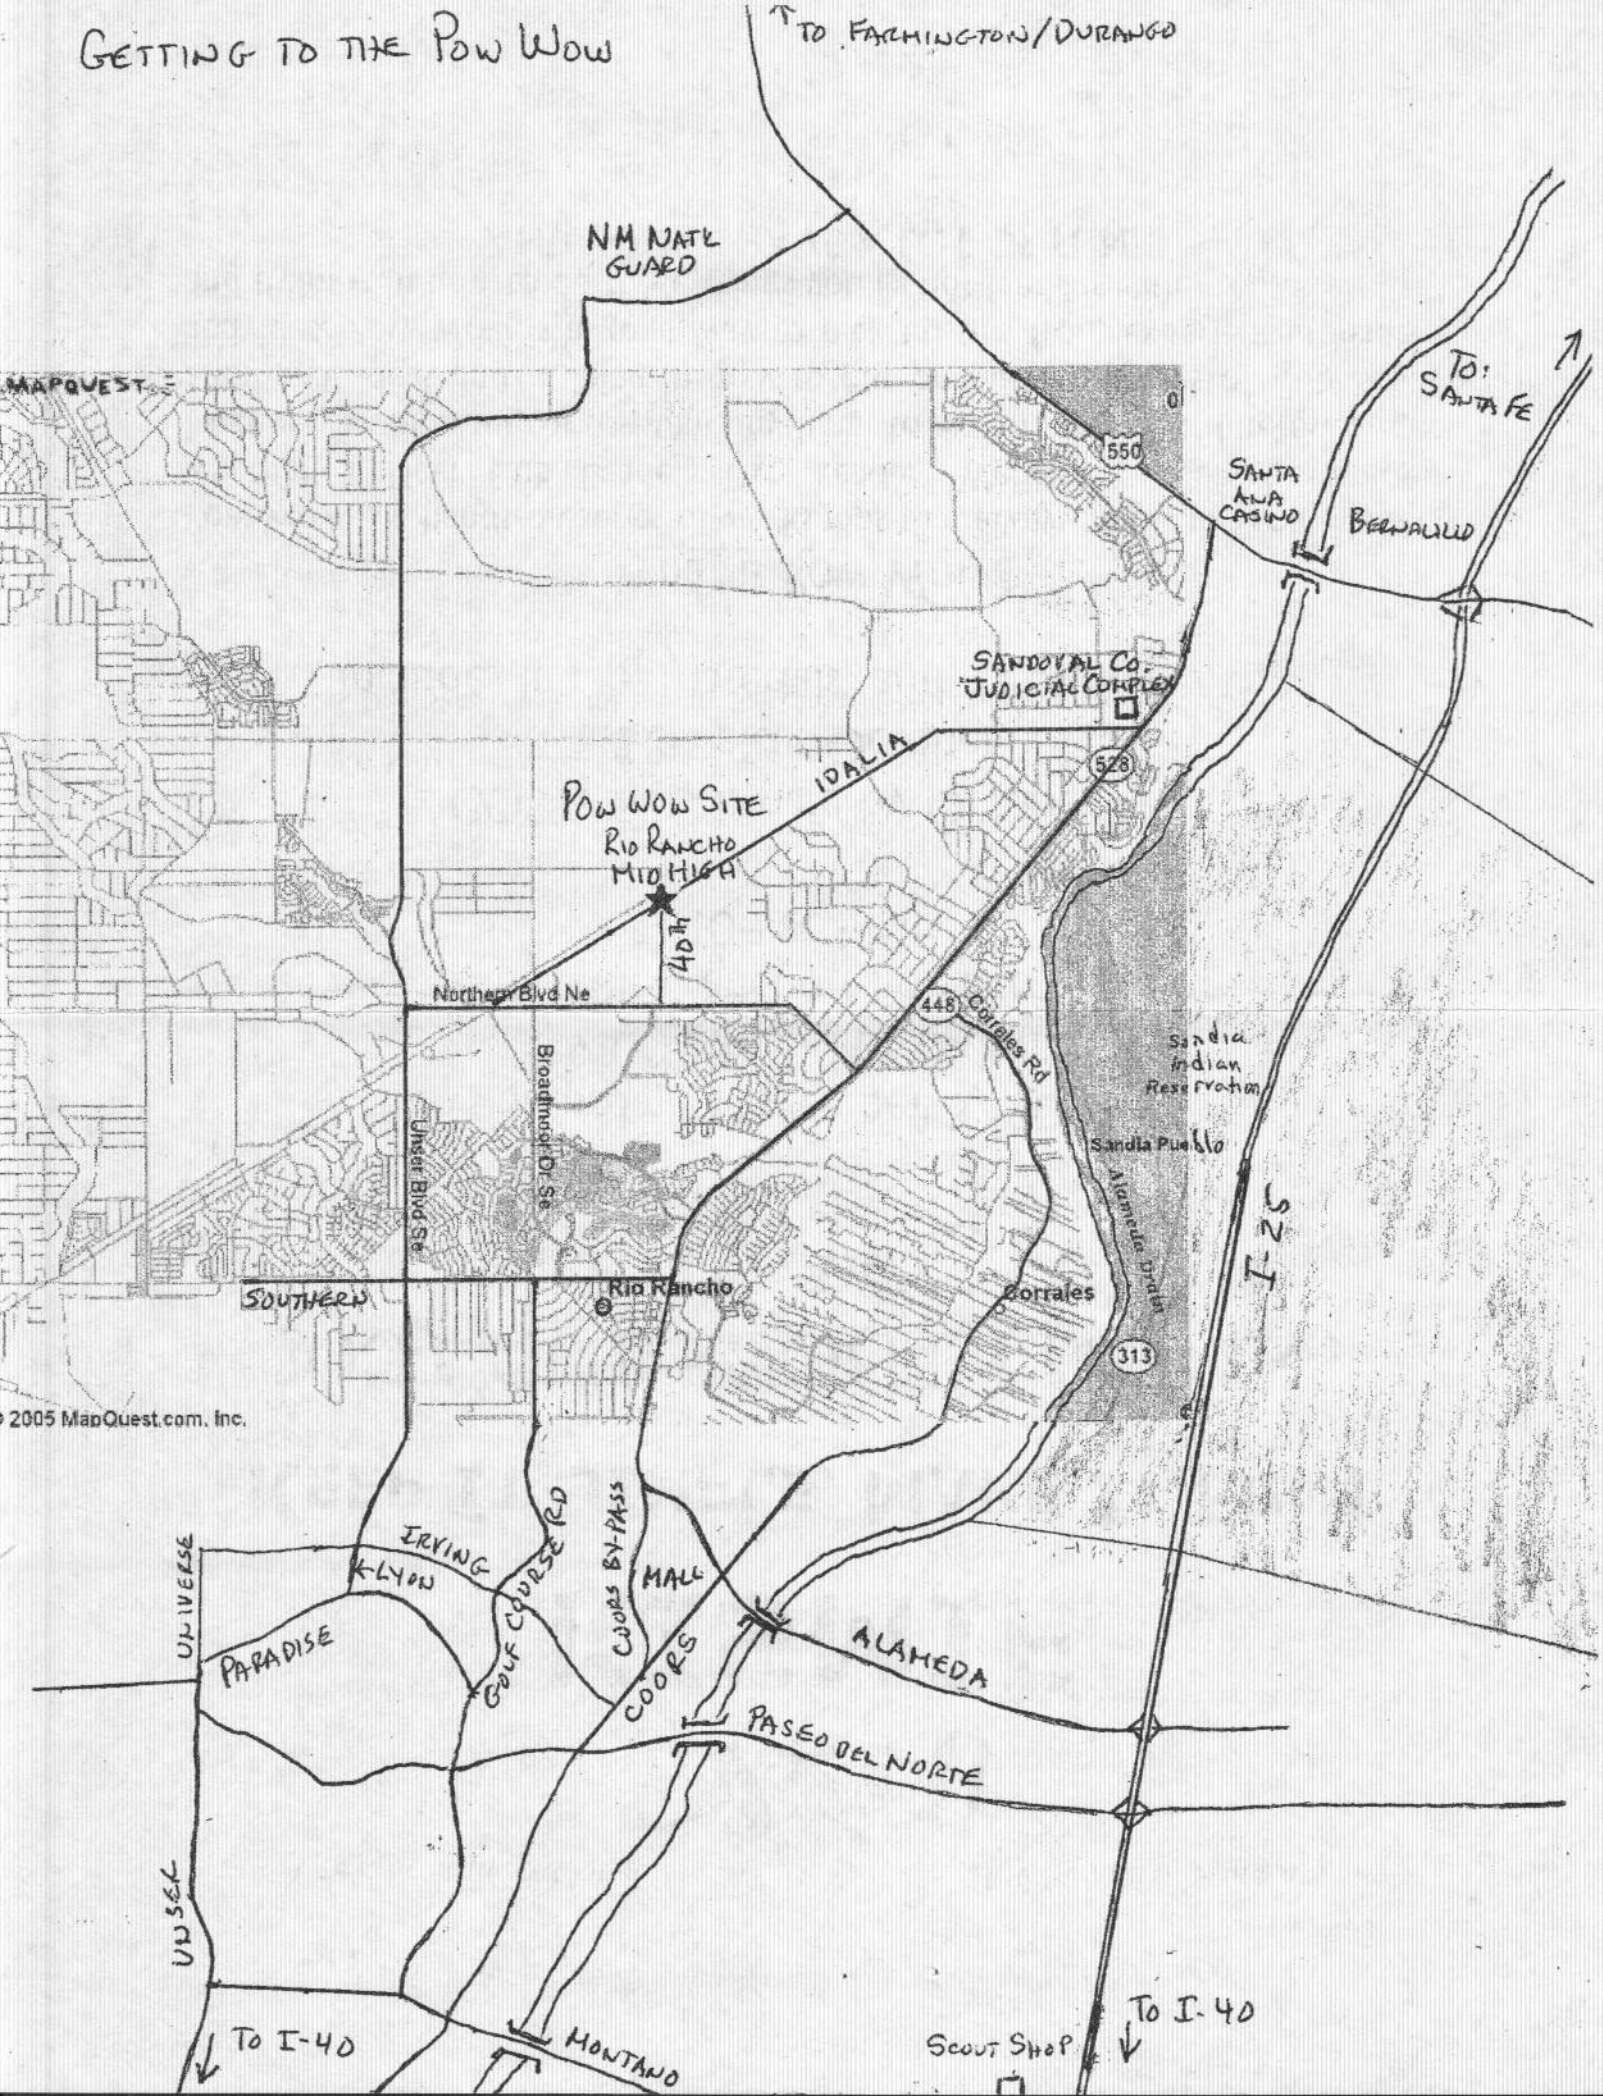 GETTING TO THE POW WOW
↑ TO FARMINGTON/DURANGO
NM NAT'L
GUARD
MAPQUEST
TO:
SANTA FE
550
SANTA
ANA
CASINO
BERNALILLO
SANDOVAL CO.
JUDICIAL COMPLEX
IDALIA
528
POW WOW SITE
RIO RANCHO
MID HIGH
40th
Northern Blvd Ne
448
Corrales Rd
Sandia
Indian
Reservation
Broadmoor Dr Se
Unser Blvd Se
Sandia Pueblo
Alameda Drain
I-25
SOUTHERN
Rio Rancho
Corrales
313
© 2005 MapQuest.com, Inc.
UNIVERSE
IRVING
LYON
GOLF COURSE RD
COORS BY-PASS
MALL
PARADISE
COORS
ALAMEDA
PASEO DEL NORTE
UNSER
TO I-40
MONTANO
SCOUT SHOP
TO I-40